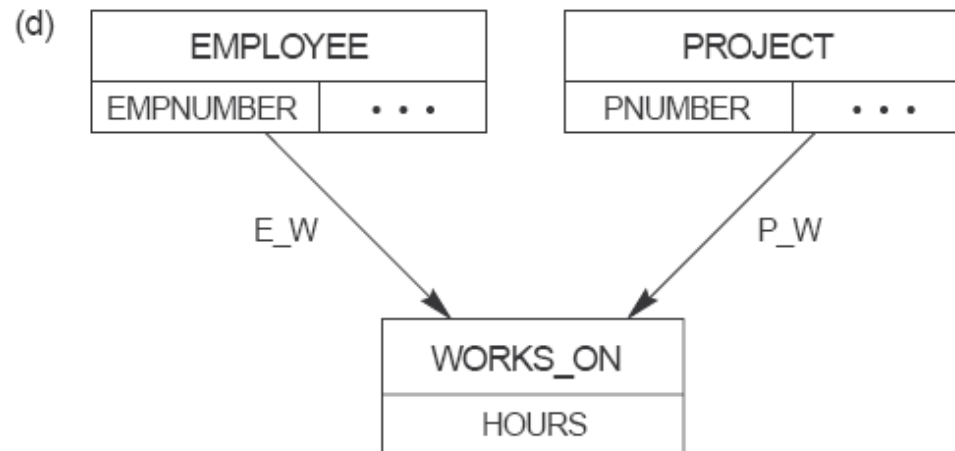 (d)
EMPLOYEE
EMPNUMBER • • •
PROJECT
PNUMBER • • •
E_W
P_W
WORKS_ON
HOURS